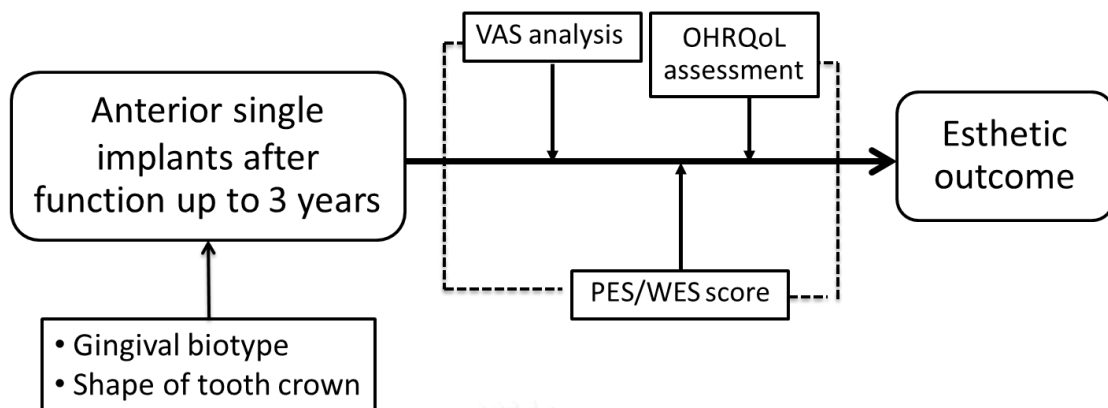 VAS analysis
OHRQoL
assessment
Anterior single
implants after
function up to 3 years
Esthetic
outcome
PES/WES score
• Gingival biotype
• Shape of tooth crown